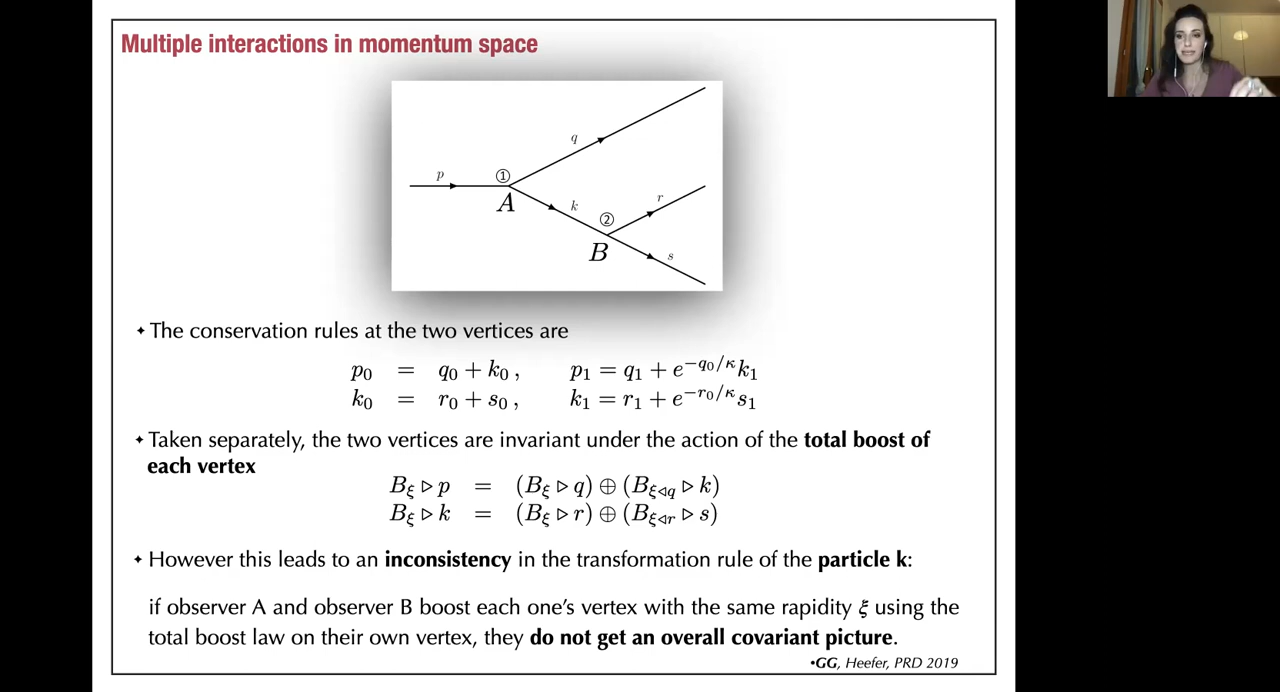 Multiple interactions in momentum space
q
p
①
A
k
②
r
B
s
✦ The conservation rules at the two vertices are
p₀ = q₀ + k₀ , p₁ = q₁ + e^{−q₀/κ}k₁
k₀ = r₀ + s₀ , k₁ = r₁ + e^{−r₀/κ}s₁
✦ Taken separately, the two vertices are invariant under the action of the total boost of
each vertex
B_ξ ▷ p = (B_ξ ▷ q) ⊕ (B_{ξ◁q} ▷ k)
B_ξ ▷ k = (B_ξ ▷ r) ⊕ (B_{ξ◁r} ▷ s)
✦ However this leads to an inconsistency in the transformation rule of the particle k:
if observer A and observer B boost each one's vertex with the same rapidity ξ using the
total boost law on their own vertex, they do not get an overall covariant picture.
•GG, Heefer, PRD 2019